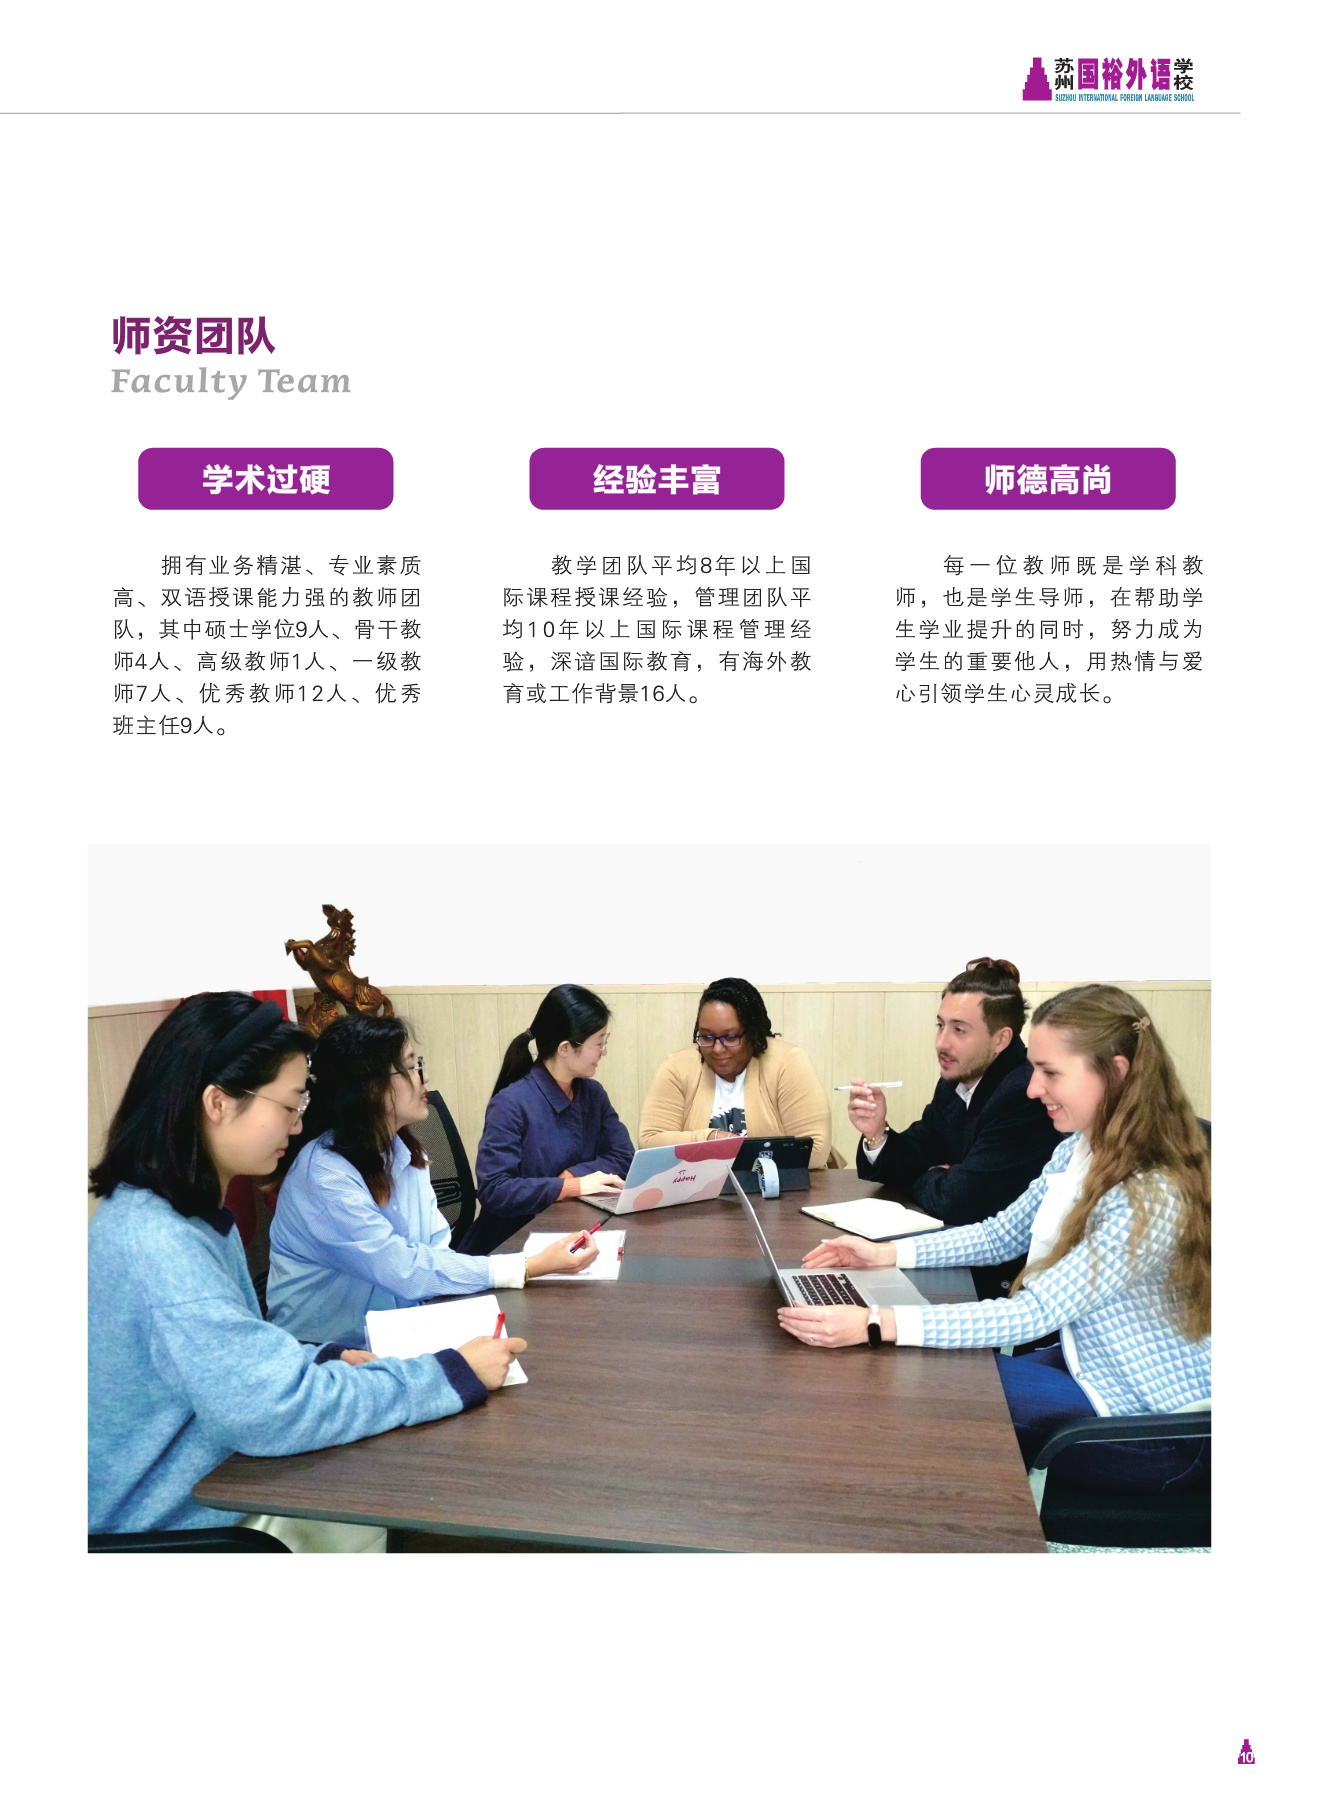 苏州国裕外语学校
SUZHOU INTERNATIONAL FOREIGN LANGUAGE SCHOOL
师资团队
Faculty Team
学术过硬
拥有业务精湛、专业素质
高、双语授课能力强的教师团
队，其中硕士学位9人、骨干教
师4人、高级教师1人、一级教
师7人、优秀教师12人、优秀
班主任9人。
经验丰富
教学团队平均8年以上国
际课程授课经验，管理团队平
均10年以上国际课程管理经
验，深谙国际教育，有海外教
育或工作背景16人。
师德高尚
每一位教师既是学科教
师，也是学生导师，在帮助学
生学业提升的同时，努力成为
学生的重要他人，用热情与爱
心引领学生心灵成长。
Happy
10